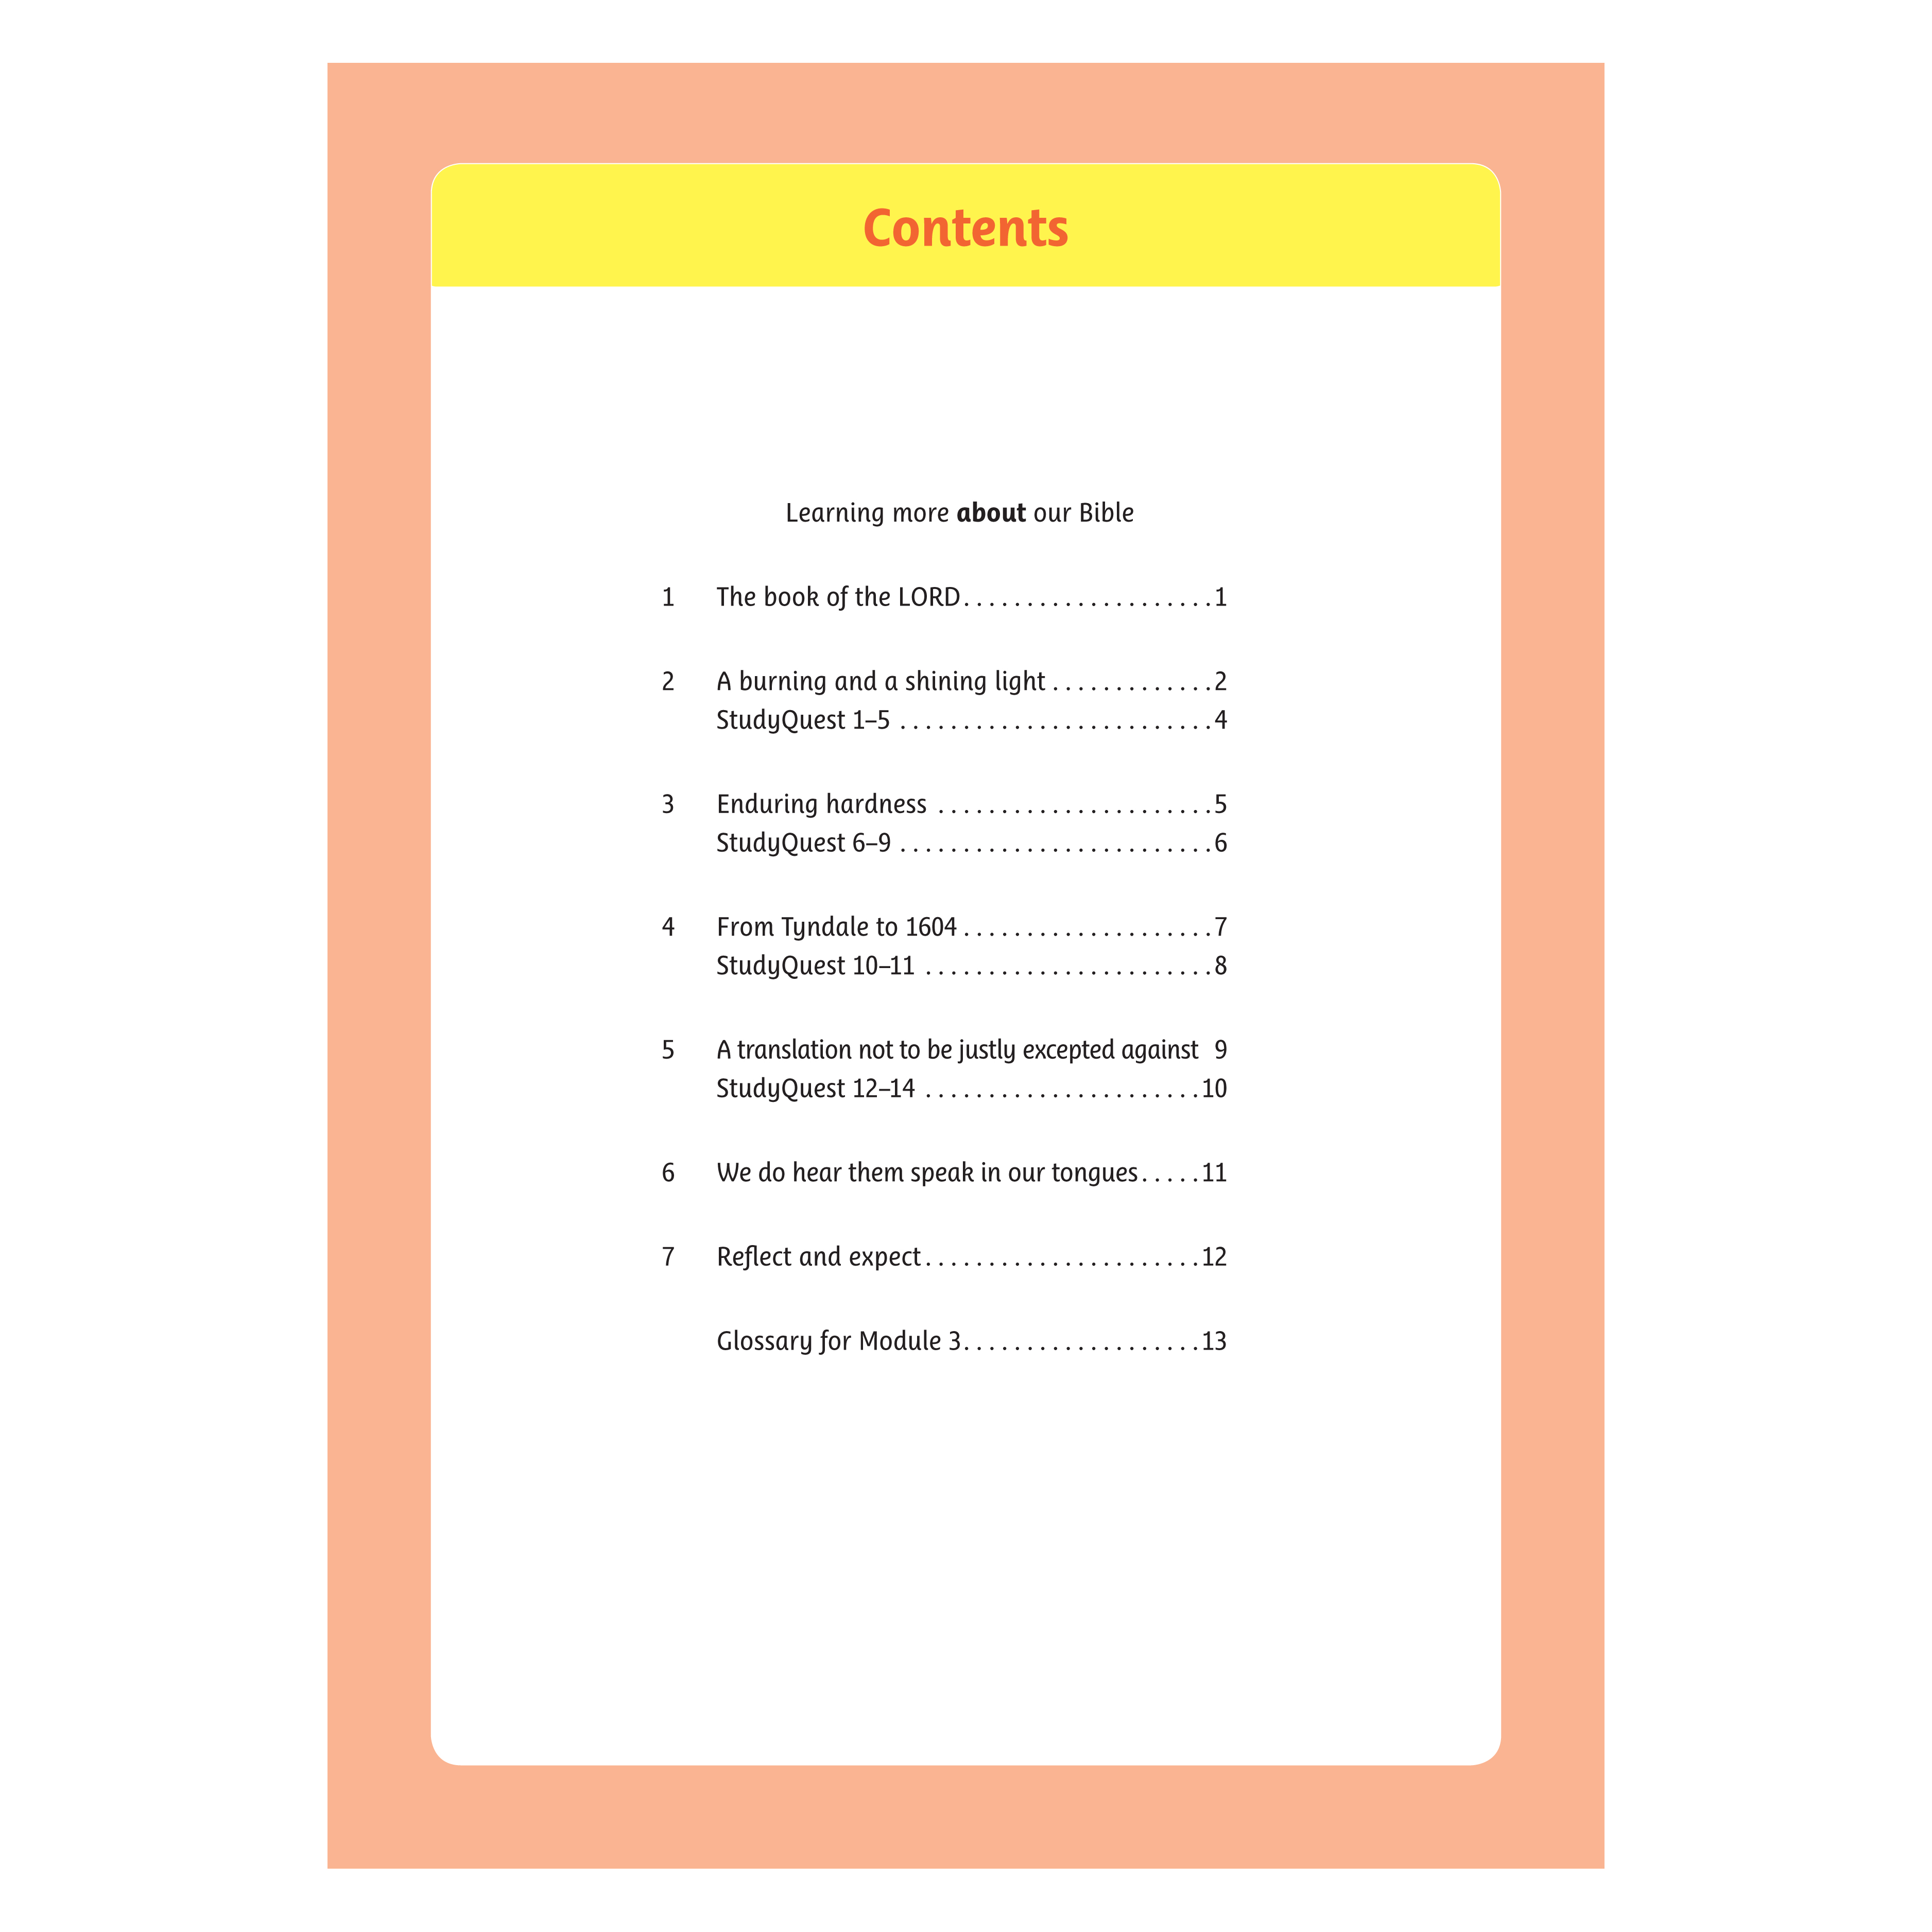 Contents
Learning more about our Bible
1 The book of the LORD . . . . . . . . . . . . . . . . . . . . 1
2 A burning and a shining light . . . . . . . . . . . . . 2
StudyQuest 1–5 . . . . . . . . . . . . . . . . . . . . . . . . . 4
3 Enduring hardness . . . . . . . . . . . . . . . . . . . . . . 5
StudyQuest 6–9 . . . . . . . . . . . . . . . . . . . . . . . . . 6
4 From Tyndale to 1604 . . . . . . . . . . . . . . . . . . . . 7
StudyQuest 10–11 . . . . . . . . . . . . . . . . . . . . . . . 8
5 A translation not to be justly excepted against 9
StudyQuest 12–14 . . . . . . . . . . . . . . . . . . . . . . 10
6 We do hear them speak in our tongues . . . . . 11
7 Reflect and expect . . . . . . . . . . . . . . . . . . . . . . 12
Glossary for Module 3 . . . . . . . . . . . . . . . . . . . 13